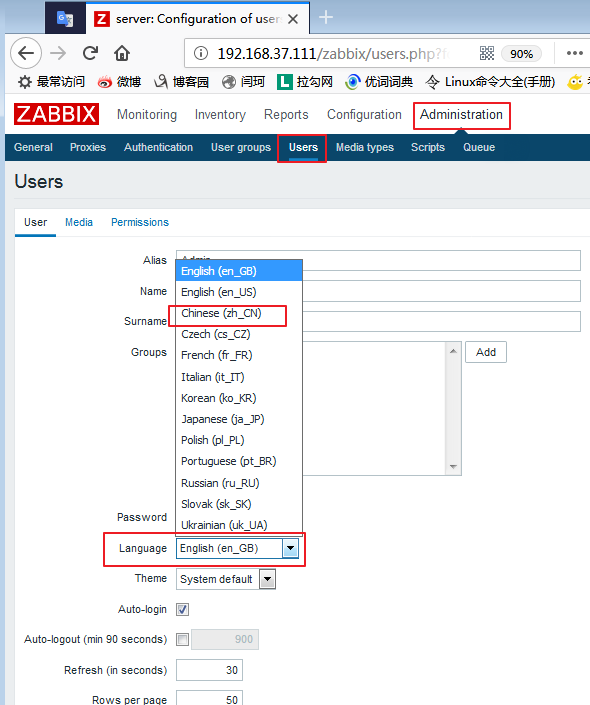 server: Configuration of users
192.168.37.111/zabbix/users.php?
90%
最常访问 微博 博客园 闫珂 拉勾网 优词词典 Linux命令大全(手册)
ZABBIX Monitoring Inventory Reports Configuration Administration
General Proxies Authentication User groups Users Media types Scripts Queue
Users
User Media Permissions
Alias
English (en_GB)
Name
English (en_US)
Surname
Chinese (zh_CN)
Czech (cs_CZ)
Groups
French (fr_FR)
Add
Italian (it_IT)
Korean (ko_KR)
Japanese (ja_JP)
Polish (pl_PL)
Portuguese (pt_BR)
Russian (ru_RU)
Slovak (sk_SK)
Password
Ukrainian (uk_UA)
Language English (en_GB)
Theme System default
Auto-login
Auto-logout (min 90 seconds) 900
Refresh (in seconds) 30
Rows per page 50